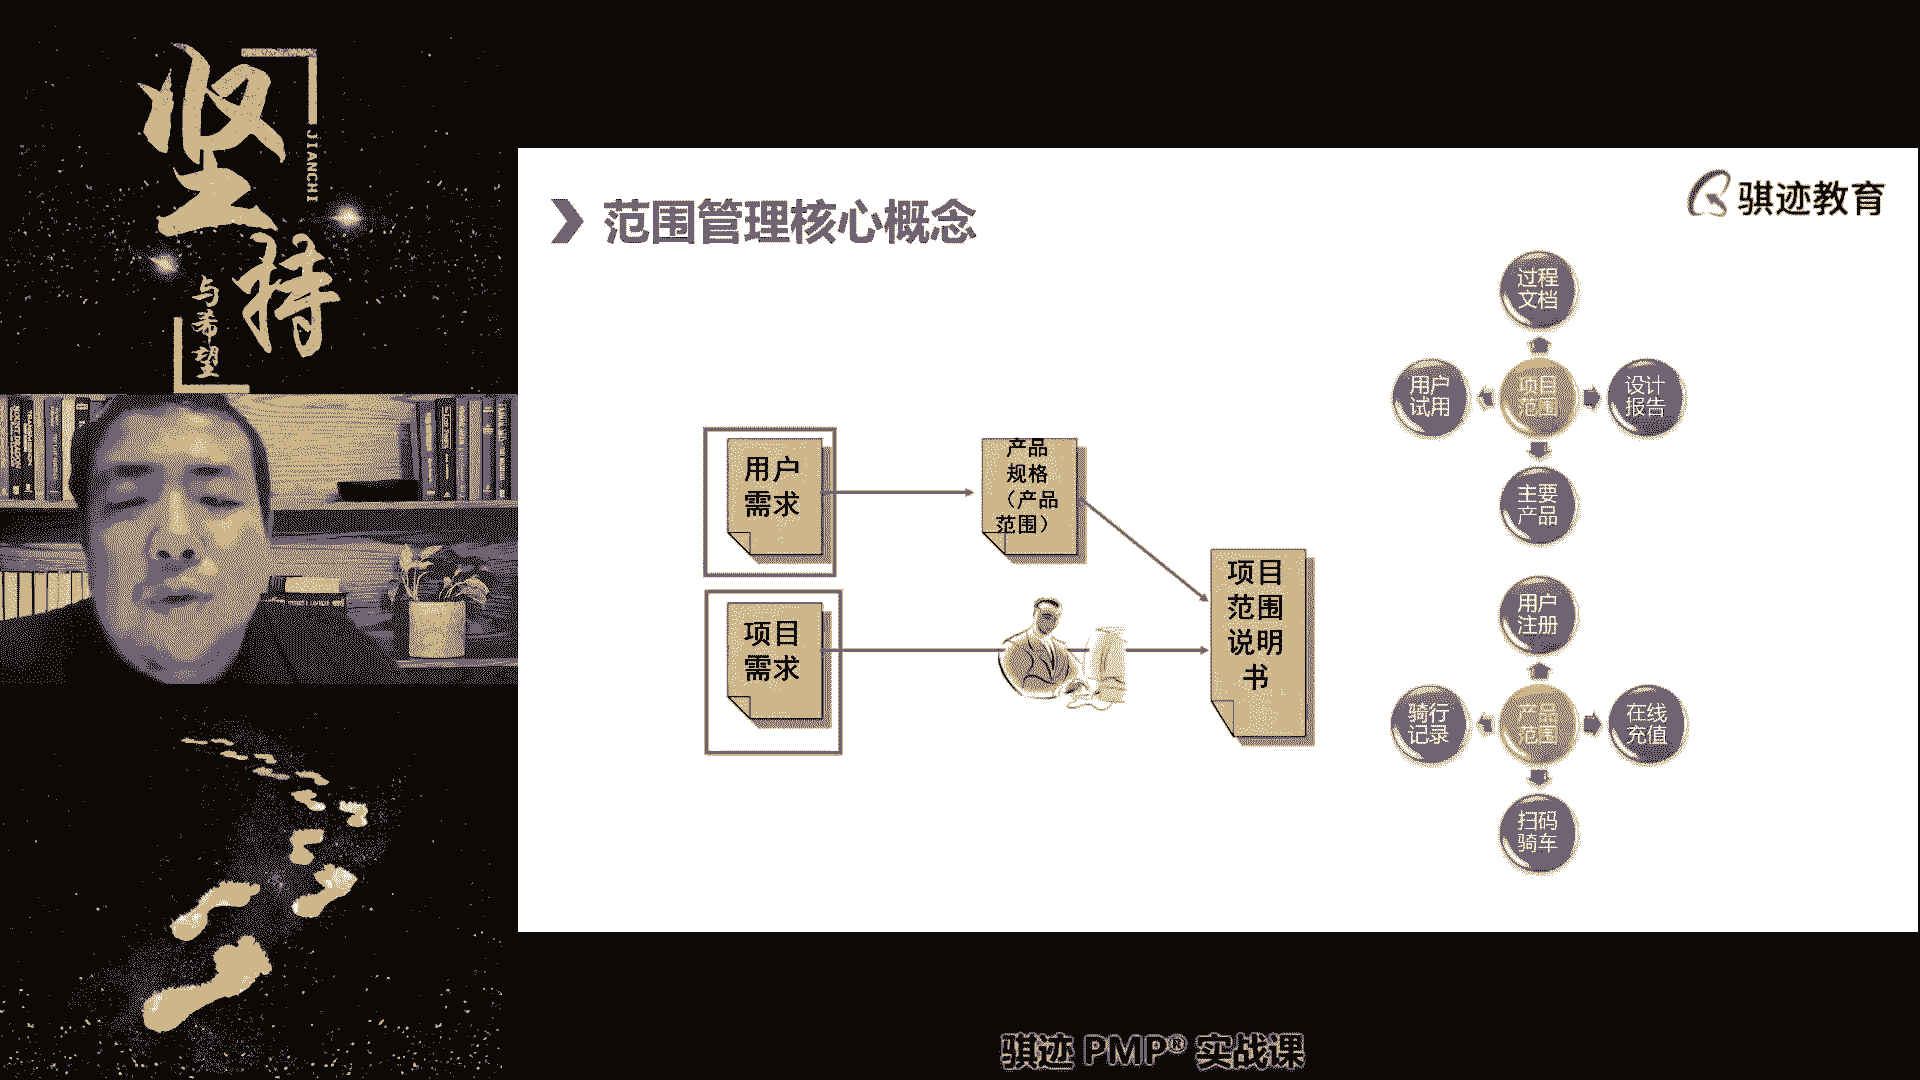 坚
持
JIANCHI
与
希
望
范围管理核心概念
骐迹教育
用户
需求
产品
规格
（产品
范围）
项目
需求
项目
范围
说明
书
过程
文档
用户
试用
项目
范围
设计
报告
主要
产品
用户
注册
骑行
记录
产品
范围
在线
充值
扫码
骑车
骐迹 PMP® 实战课